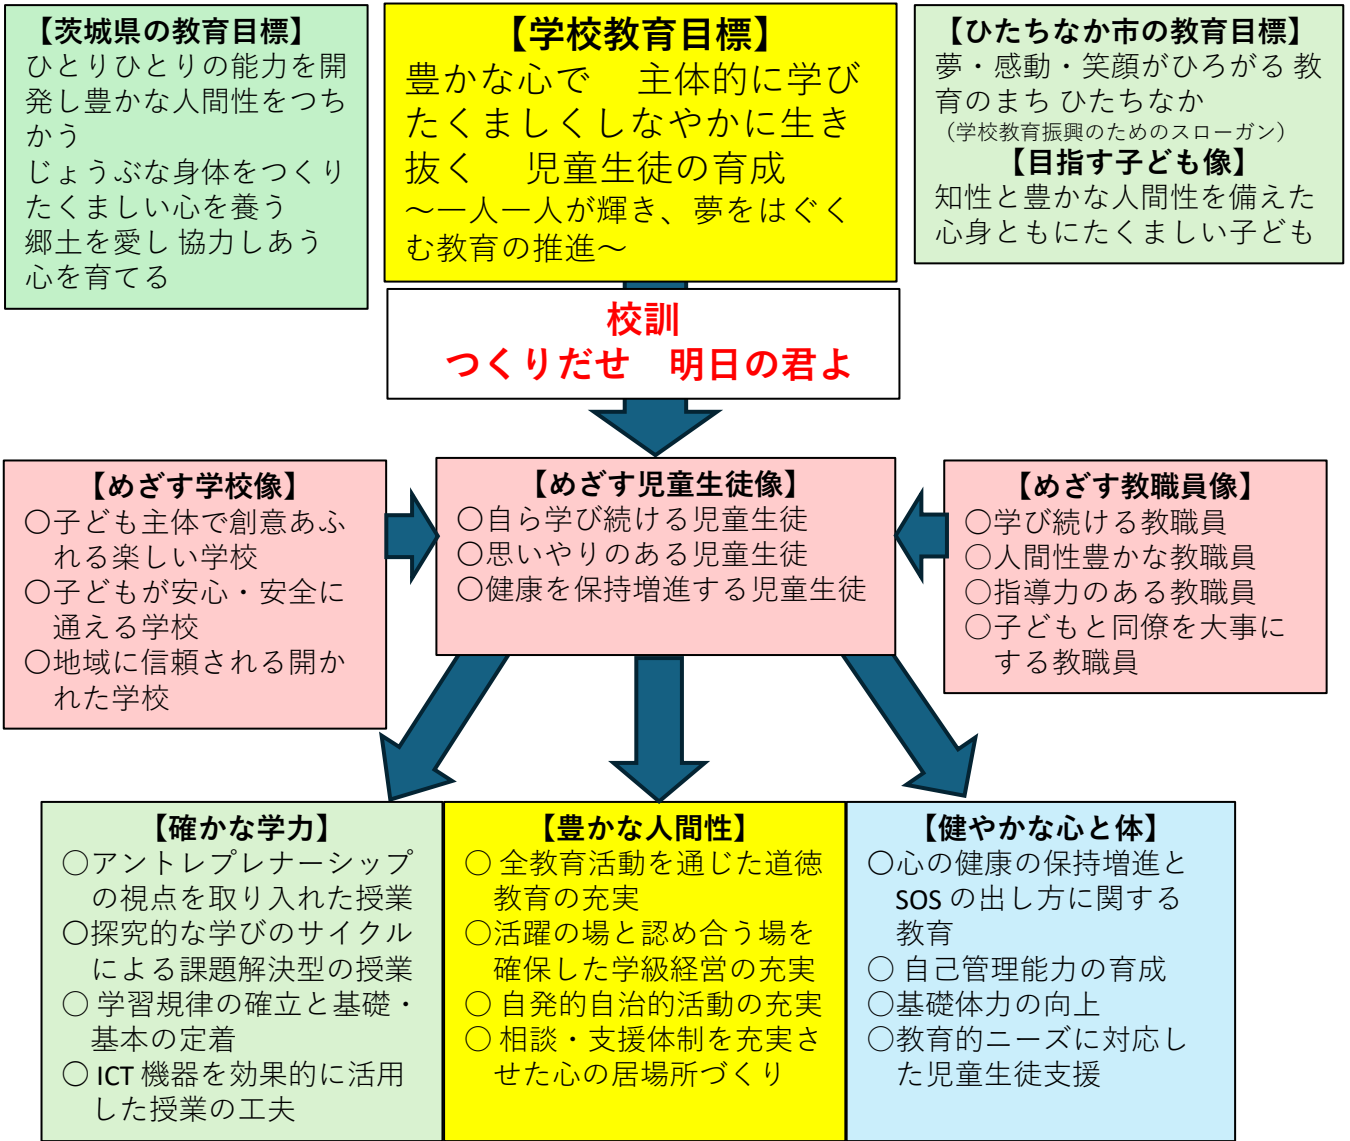 【茨城県の教育目標】
ひとりひとりの能力を開
発し豊かな人間性をつち
かう
じょうぶな身体をつくり
たくましい心を養う
郷土を愛し 協力しあう
心を育てる
【学校教育目標】
豊かな心で　主体的に学び
たくましくしなやかに生き
抜く　児童生徒の育成
～一人一人が輝き、夢をはぐく
む教育の推進～
【ひたちなか市の教育目標】
夢・感動・笑顔がひろがる 教
育のまち ひたちなか
（学校教育振興のためのスローガン）
【目指す子ども像】
知性と豊かな人間性を備えた
心身ともにたくましい子ども
校訓
つくりだせ　明日の君よ
【めざす学校像】
○子ども主体で創意あふ
れる楽しい学校
○子どもが安心・安全に
通える学校
○地域に信頼される開か
れた学校
【めざす児童生徒像】
○自ら学び続ける児童生徒
○思いやりのある児童生徒
○健康を保持増進する児童生徒
【めざす教職員像】
○学び続ける教職員
○人間性豊かな教職員
○指導力のある教職員
○子どもと同僚を大事に
する教職員
【確かな学力】
○アントレプレナーシップ
の視点を取り入れた授業
○探究的な学びのサイクル
による課題解決型の授業
○ 学習規律の確立と基礎・
基本の定着
○ ICT 機器を効果的に活用
した授業の工夫
【豊かな人間性】
○ 全教育活動を通じた道徳
教育の充実
○活躍の場と認め合う場を
確保した学級経営の充実
○ 自発的自治的活動の充実
○ 相談・支援体制を充実さ
せた心の居場所づくり
【健やかな心と体】
○心の健康の保持増進と
SOS の出し方に関する
教育
○ 自己管理能力の育成
○基礎体力の向上
○教育的ニーズに対応し
た児童生徒支援